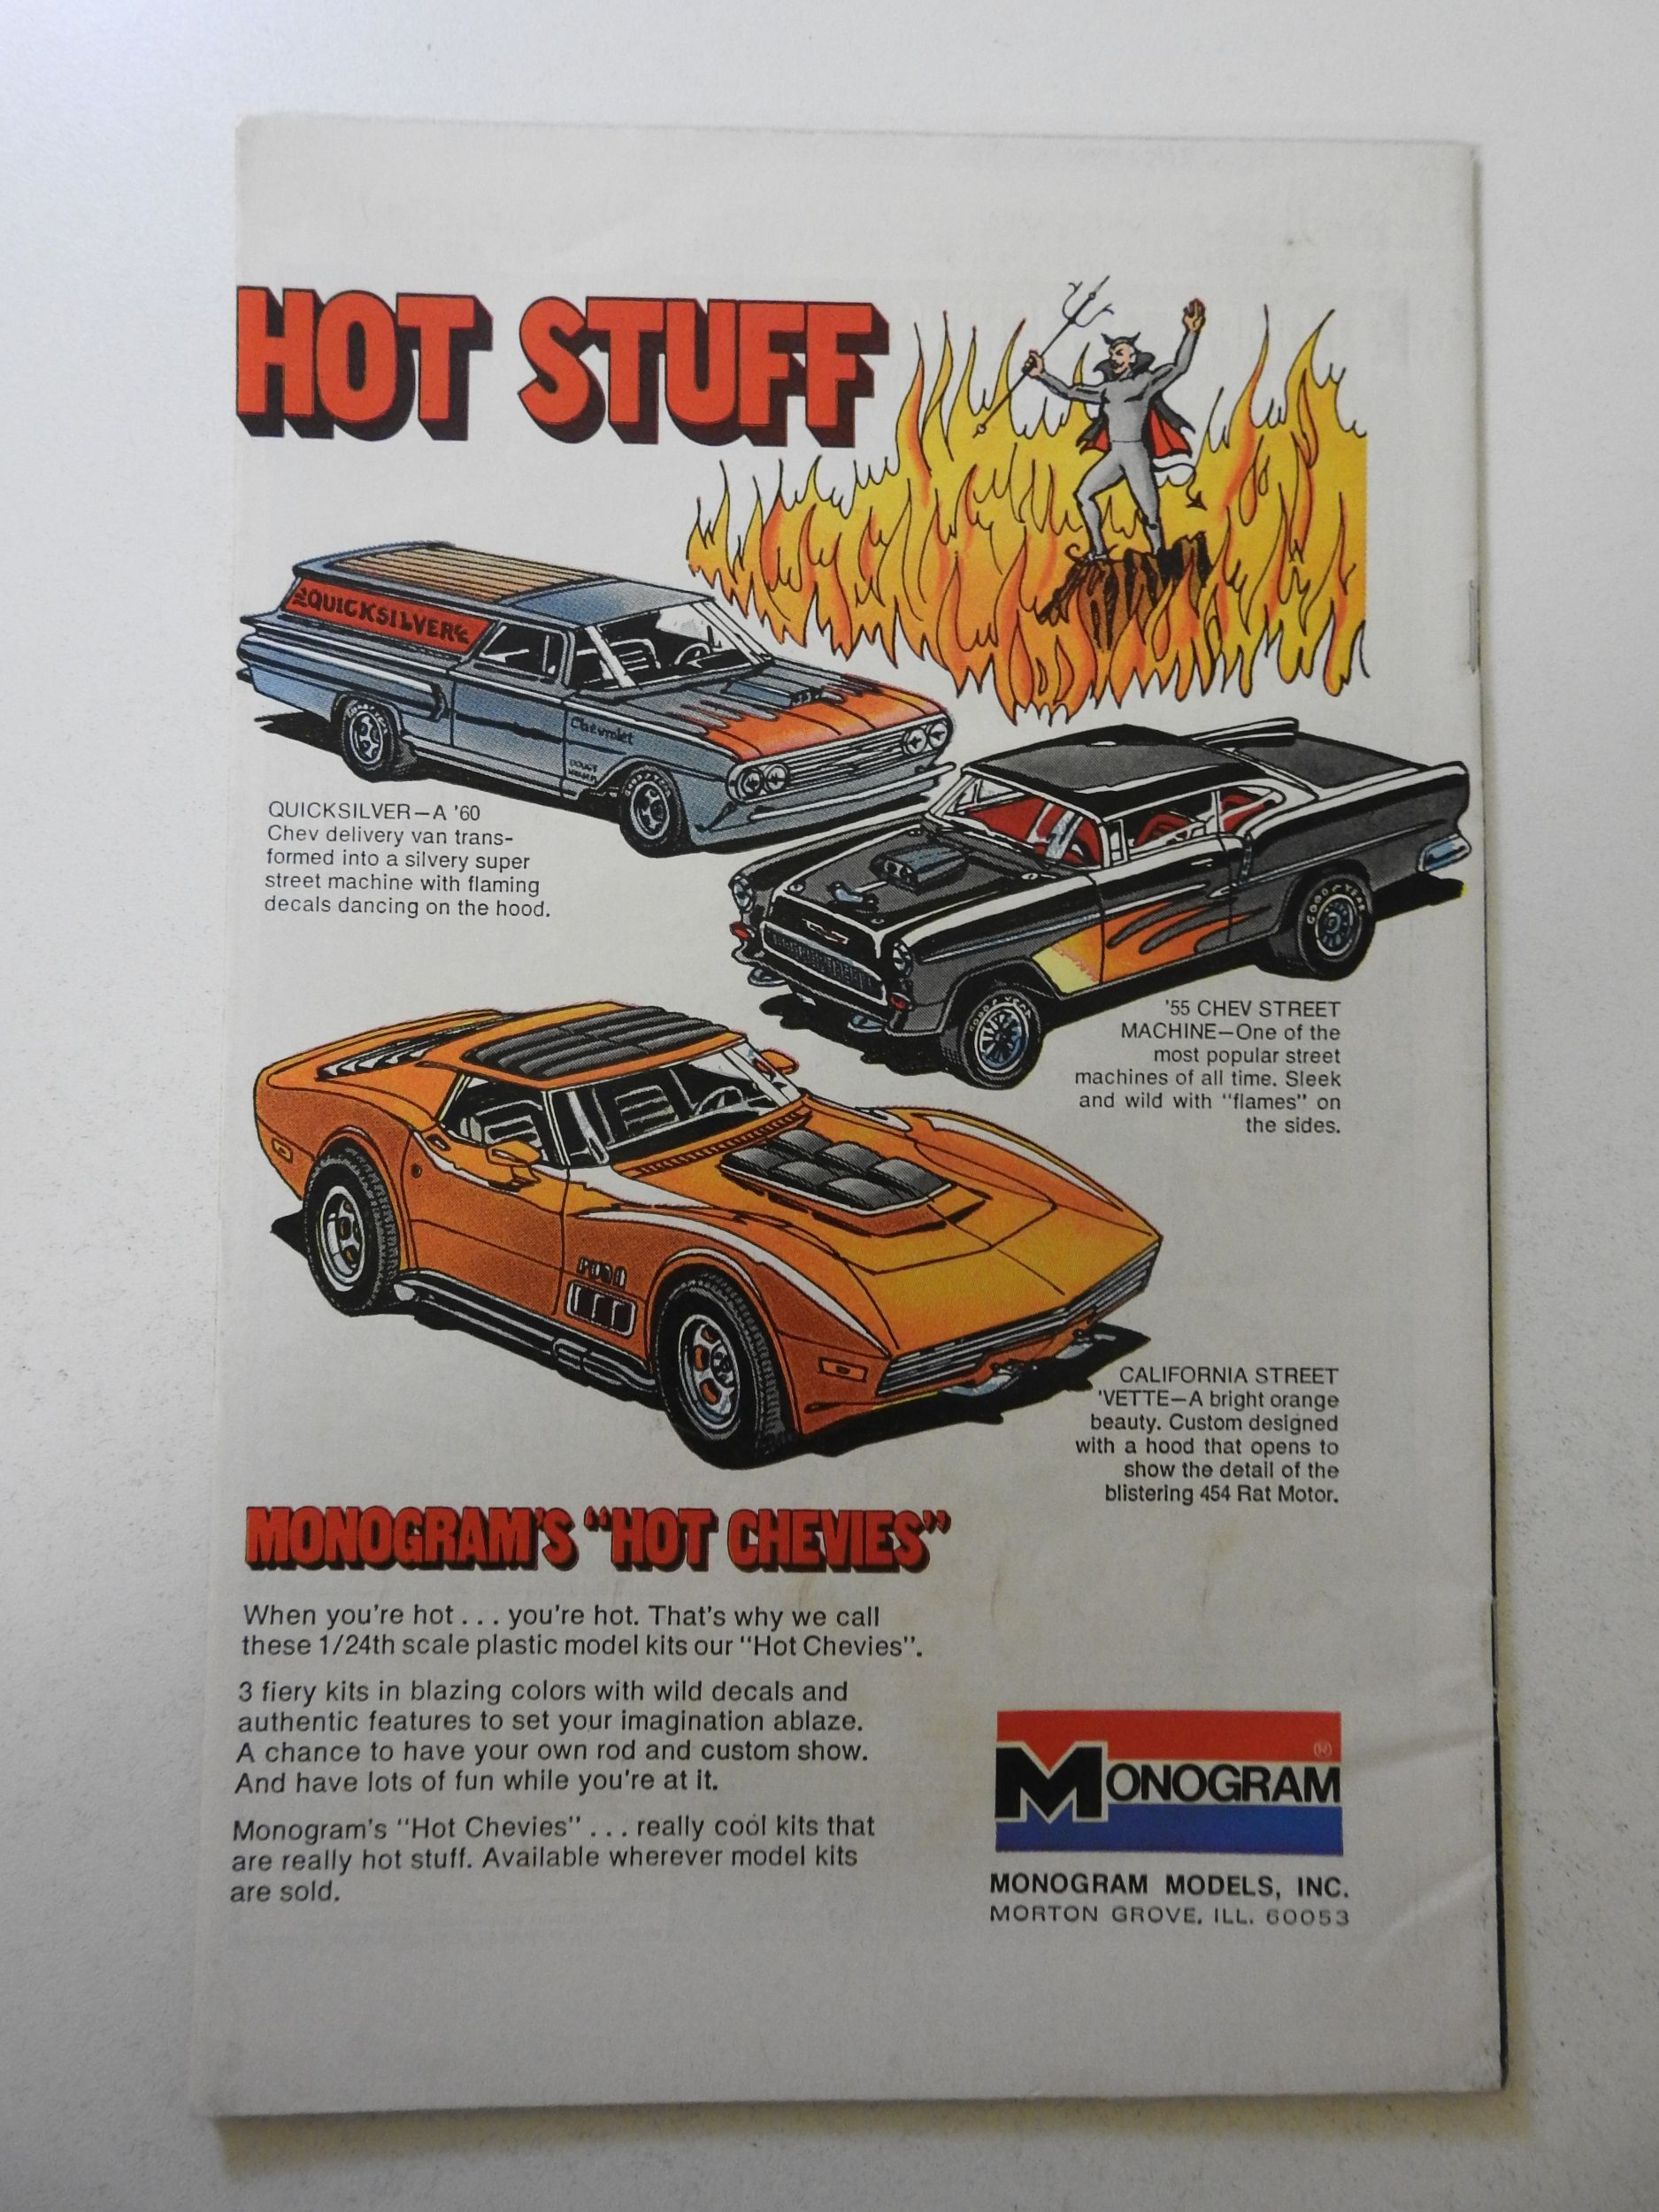 HOT STUFF
QUICKSILVER
Chevrolet
QUICKSILVER—A '60
Chev delivery van trans-
formed into a silvery super
street machine with flaming
decals dancing on the hood.
GOOD YEAR
GOOD YEAR
'55 CHEV STREET
MACHINE—One of the
most popular street
machines of all time. Sleek
and wild with "flames" on
the sides.
CALIFORNIA STREET
'VETTE—A bright orange
beauty. Custom designed
with a hood that opens to
show the detail of the
blistering 454 Rat Motor.
MONOGRAM'S "HOT CHEVIES"
When you're hot . . . you're hot. That's why we call
these 1/24th scale plastic model kits our "Hot Chevies".
3 fiery kits in blazing colors with wild decals and
authentic features to set your imagination ablaze.
A chance to have your own rod and custom show.
And have lots of fun while you're at it.
Monogram's "Hot Chevies" . . . really cool kits that
are really hot stuff. Available wherever model kits
are sold.
MONOGRAM ®
MONOGRAM MODELS, INC.
MORTON GROVE, ILL. 60053